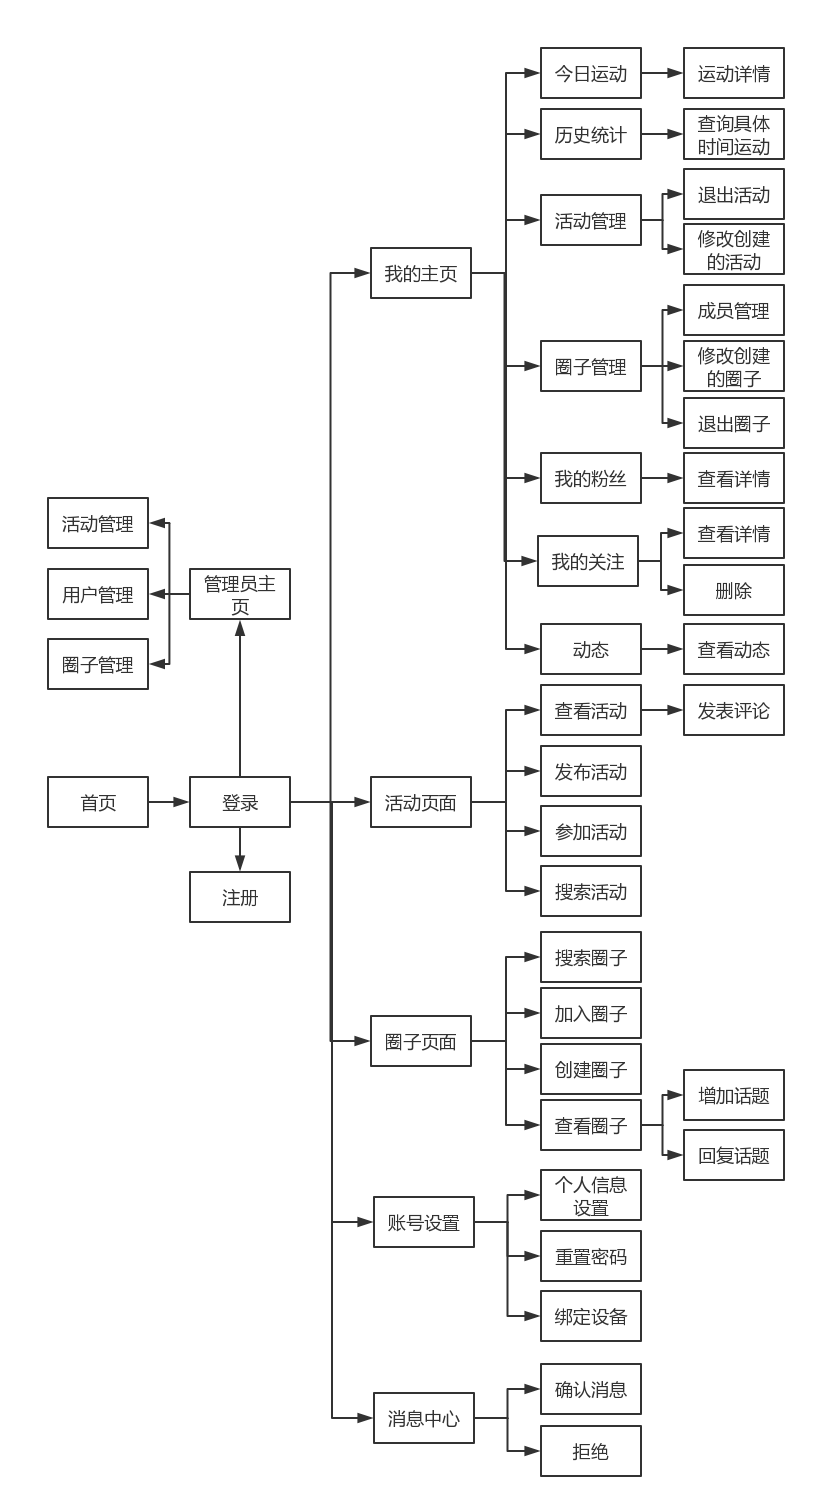 今日运动
运动详情
历史统计
查询具体
时间运动
活动管理
退出活动
修改创建
的活动
我的主页
圈子管理
成员管理
修改创建
的圈子
退出圈子
我的粉丝
查看详情
我的关注
查看详情
删除
动态
查看动态
活动管理
用户管理
圈子管理
管理员主
页
首页
登录
注册
活动页面
查看活动
发表评论
发布活动
参加活动
搜索活动
圈子页面
搜索圈子
加入圈子
创建圈子
查看圈子
增加话题
回复话题
账号设置
个人信息
设置
重置密码
绑定设备
消息中心
确认消息
拒绝